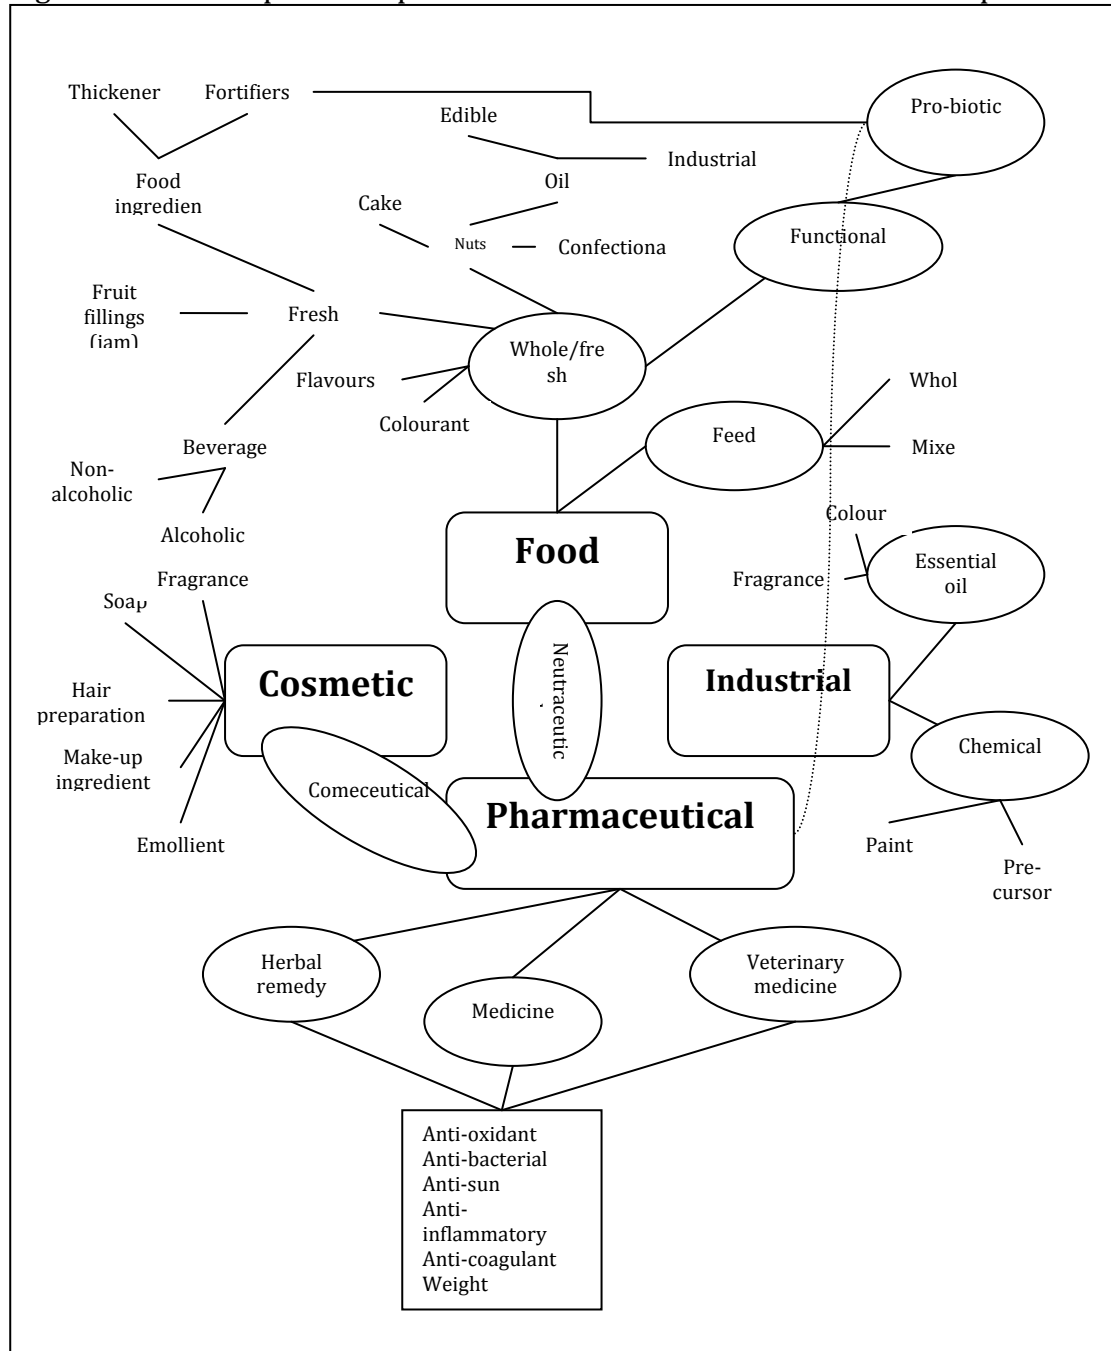 Thickener
Fortifiers
Pro-biotic
Edible
Industrial
Food
ingredien
Oil
Cake
Nuts
Confectiona
Functional
Fruit
fillings
(jam)
Fresh
Whole/fre
sh
Flavours
Colourant
Whol
Feed
Mixe
Beverage
Non-
alcoholic
Alcoholic
Colour
Food
Essential
oil
Fragrance
Fragrance
Soap
Neutraceutic
Cosmetic
Industrial
Hair
preparation
Make-up
ingredient
Chemical
Comeceutical
Pharmaceutical
Emollient
Paint
Pre-
cursor
Herbal
remedy
Medicine
Veterinary
medicine
Anti-oxidant
Anti-bacterial
Anti-sun
Anti-
inflammatory
Anti-coagulant
Weight